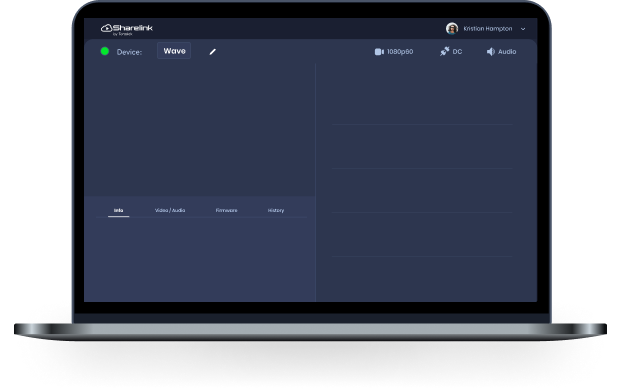 Sharelink
by Teradek
Kristion Hampton
Device:
Wave
1080p60
DC
Audio
Info
Video / Audio
Firmware
History